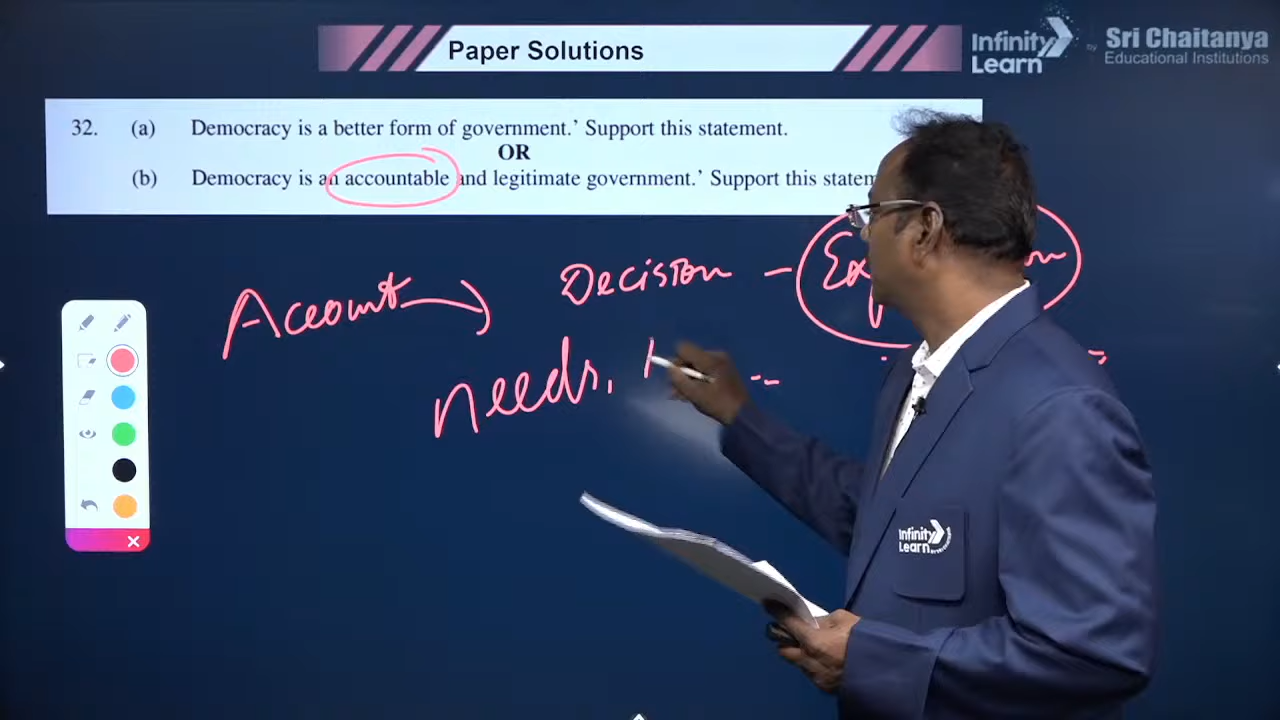 Paper Solutions
Infinity Learn by Sri Chaitanya Educational Institutions
32. (a) Democracy is a better form of government.’ Support this statement.
OR
(b) Democracy is an accountable and legitimate government.’ Support this
Account → Decision –
needs,
Infinity Learn